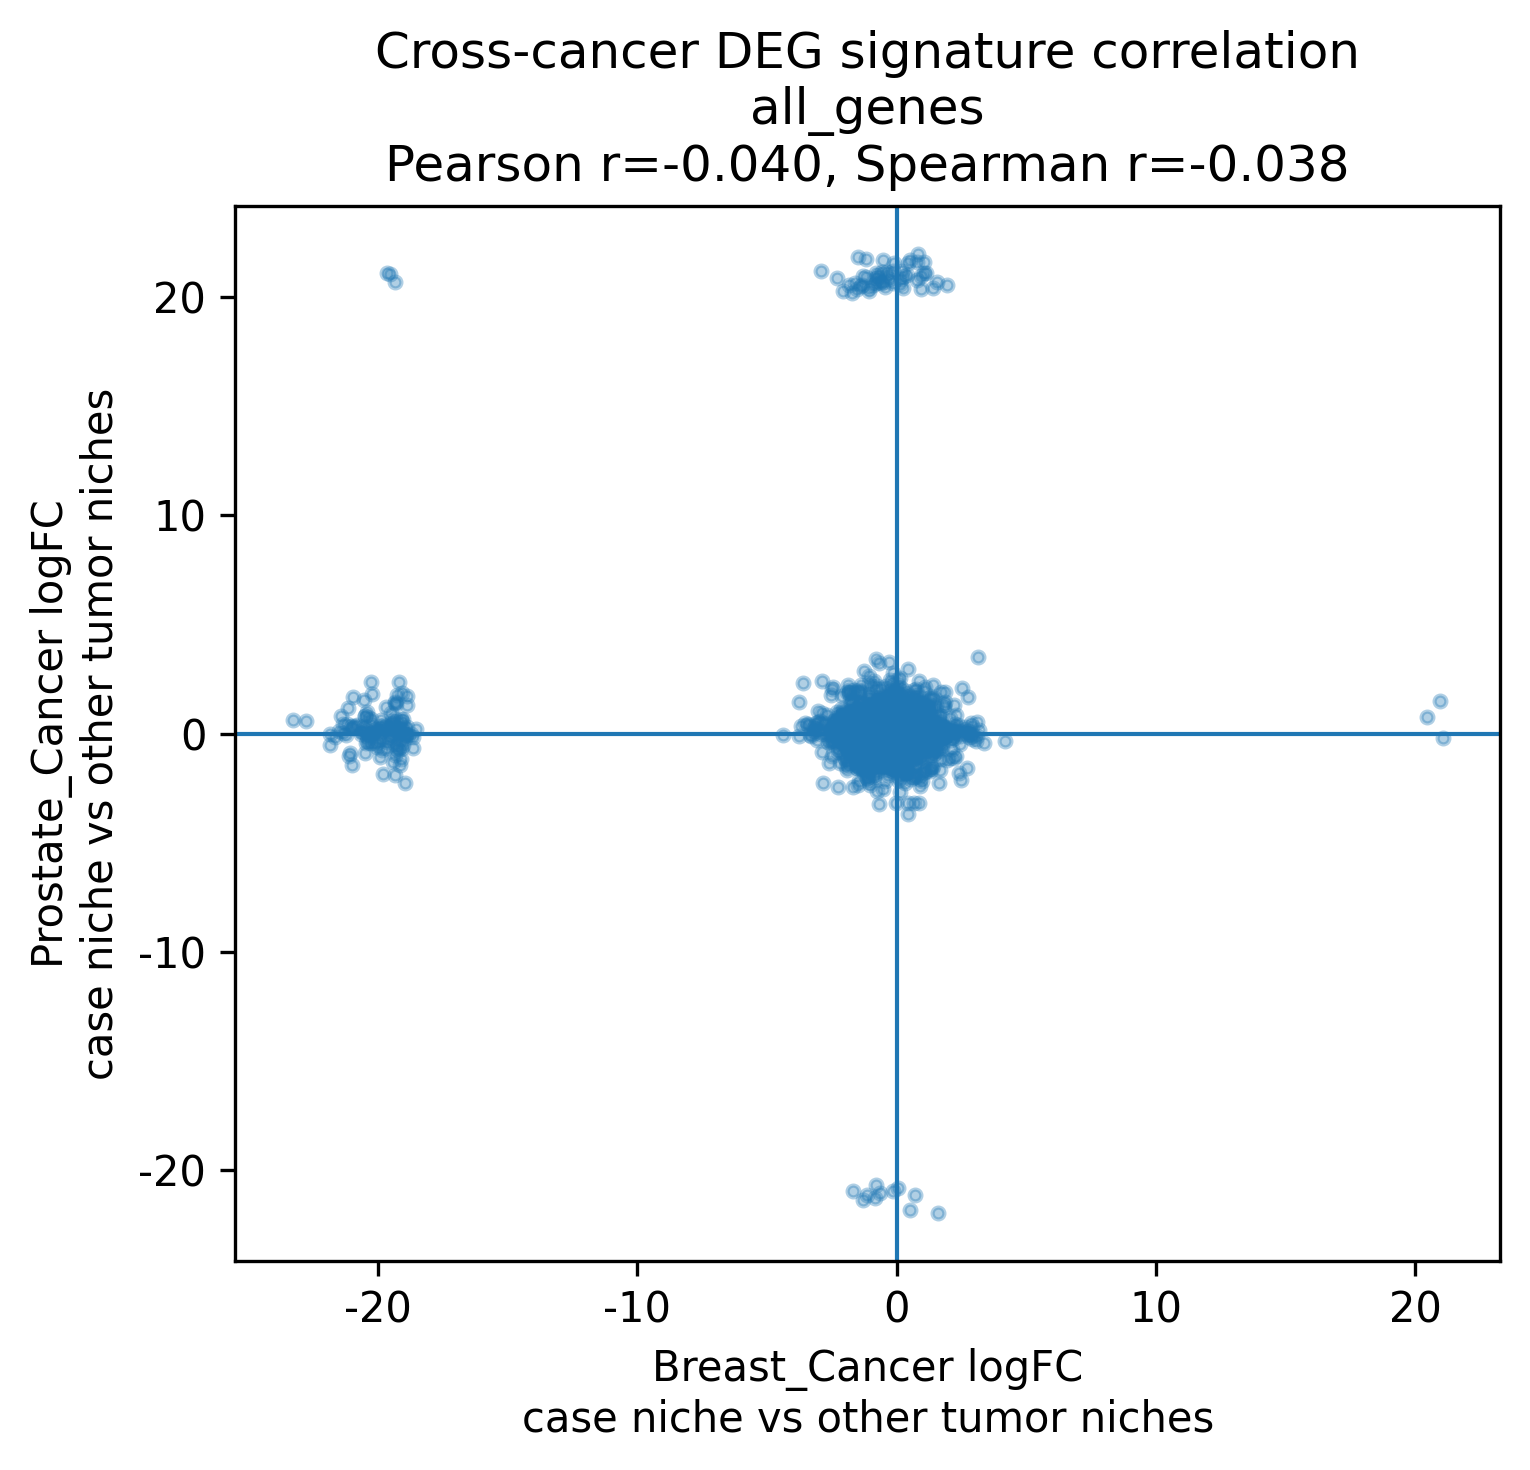 Cross-cancer DEG signature correlation
all_genes
Pearson r=-0.040, Spearman r=-0.038
Prostate_Cancer logFC
case niche vs other tumor niches
20
10
0
-10
-20
-20
-10
0
10
20
Breast_Cancer logFC
case niche vs other tumor niches